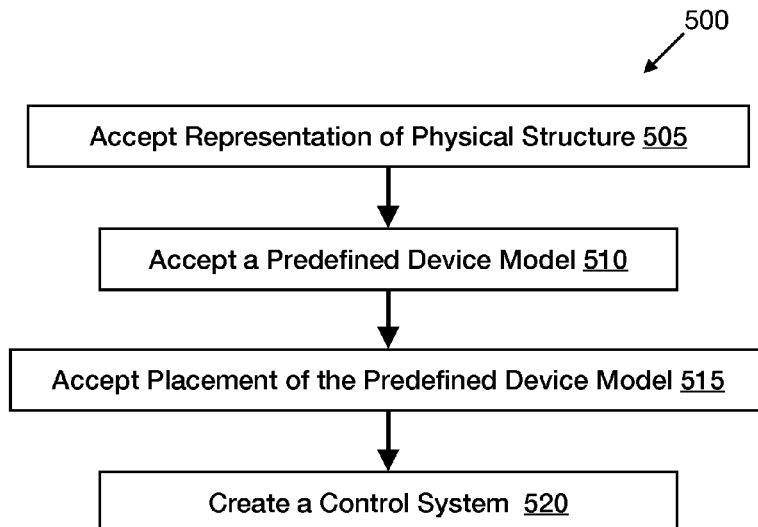 500
Accept Representation of Physical Structure 505
Accept a Predefined Device Model 510
Accept Placement of the Predefined Device Model 515
Create a Control System 520